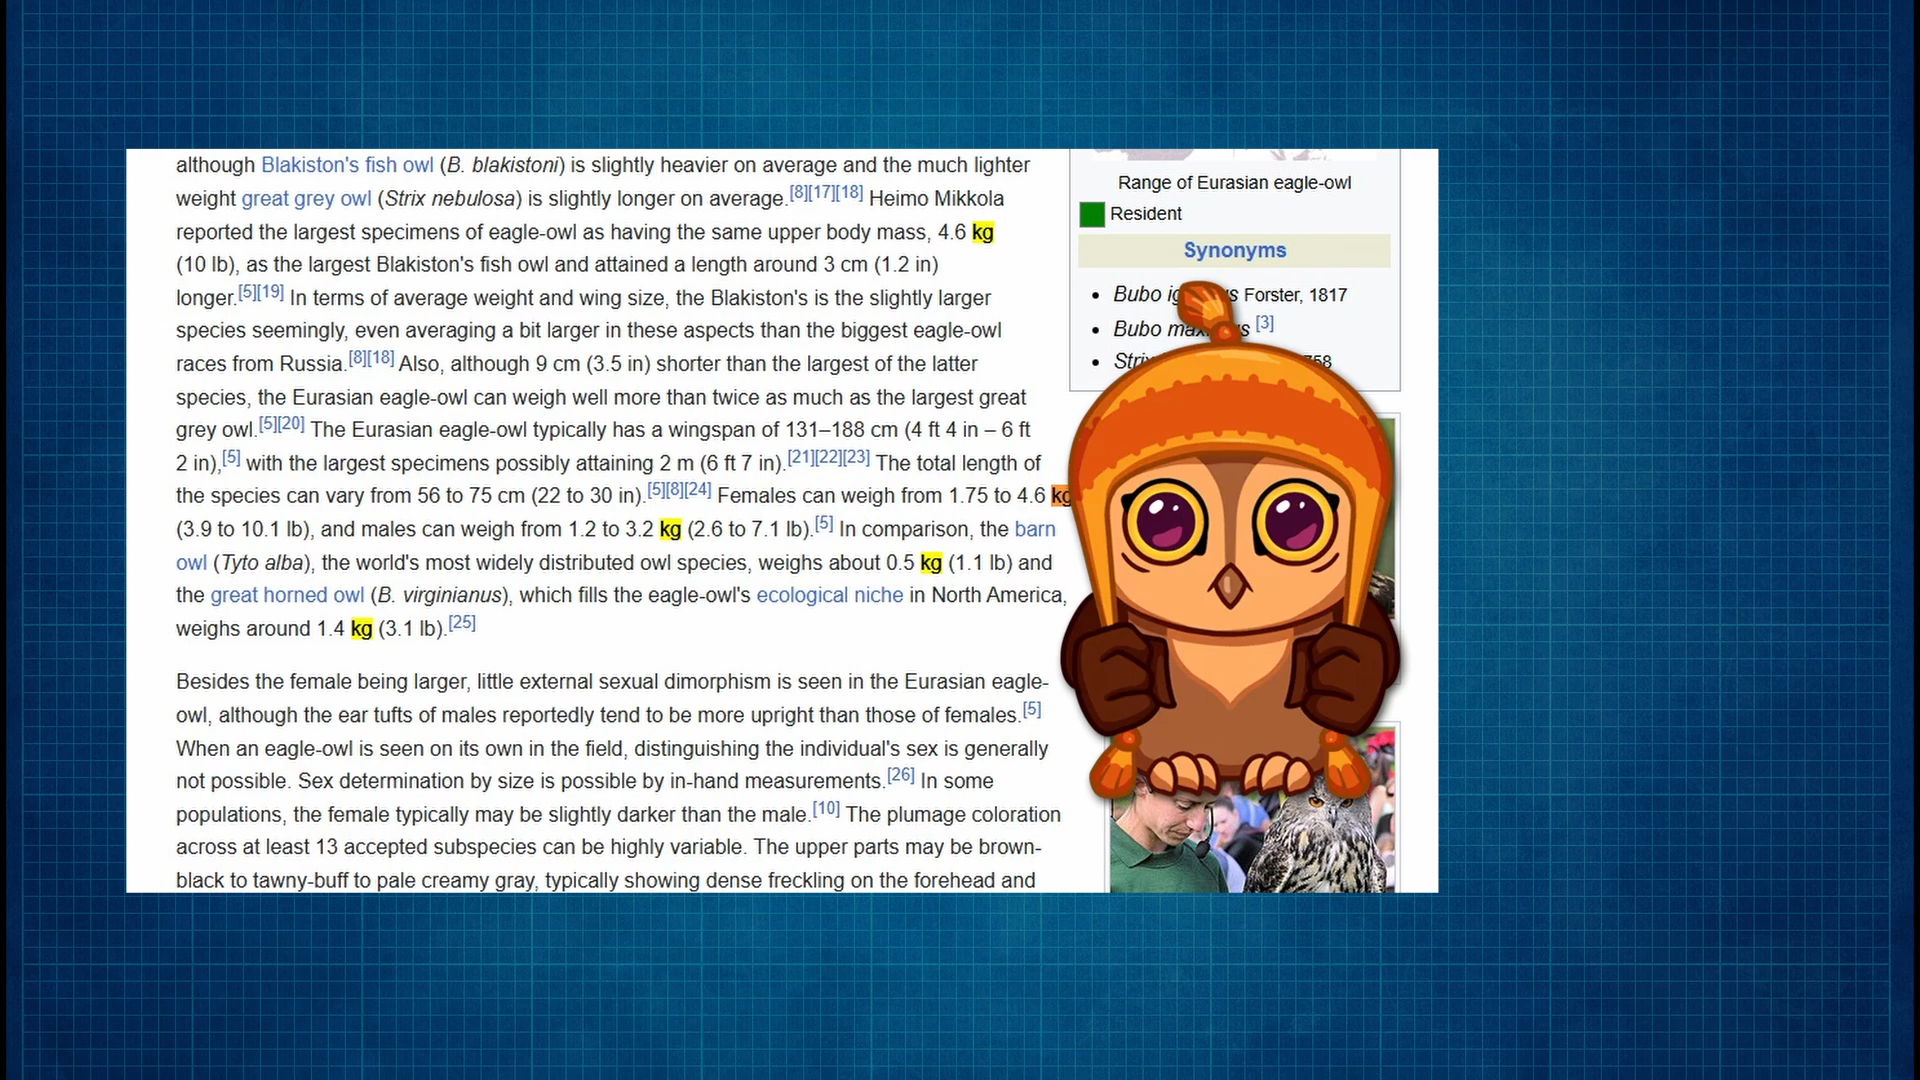 although Blakiston's fish owl (B. blakistoni) is slightly heavier on average and the much lighter
weight great grey owl (Strix nebulosa) is slightly longer on average.[8][17][18] Heimo Mikkola
reported the largest specimens of eagle-owl as having the same upper body mass, 4.6 kg
(10 lb), as the largest Blakiston's fish owl and attained a length around 3 cm (1.2 in)
longer.[5][19] In terms of average weight and wing size, the Blakiston's is the slightly larger
species seemingly, even averaging a bit larger in these aspects than the biggest eagle-owl
races from Russia.[8][18] Also, although 9 cm (3.5 in) shorter than the largest of the latter
species, the Eurasian eagle-owl can weigh well more than twice as much as the largest great
grey owl.[5][20] The Eurasian eagle-owl typically has a wingspan of 131–188 cm (4 ft 4 in – 6 ft
2 in),[5] with the largest specimens possibly attaining 2 m (6 ft 7 in).[21][22][23] The total length of
the species can vary from 56 to 75 cm (22 to 30 in).[5][8][24] Females can weigh from 1.75 to 4.6 kg
(3.9 to 10.1 lb), and males can weigh from 1.2 to 3.2 kg (2.6 to 7.1 lb).[5] In comparison, the barn
owl (Tyto alba), the world's most widely distributed owl species, weighs about 0.5 kg (1.1 lb) and
the great horned owl (B. virginianus), which fills the eagle-owl's ecological niche in North America,
weighs around 1.4 kg (3.1 lb).[25]
Besides the female being larger, little external sexual dimorphism is seen in the Eurasian eagle-
owl, although the ear tufts of males reportedly tend to be more upright than those of females.[5]
When an eagle-owl is seen on its own in the field, distinguishing the individual's sex is generally
not possible. Sex determination by size is possible by in-hand measurements.[26] In some
populations, the female typically may be slightly darker than the male.[10] The plumage coloration
across at least 13 accepted subspecies can be highly variable. The upper parts may be brown-
black to tawny-buff to pale creamy gray, typically showing dense freckling on the forehead and
Range of Eurasian eagle-owl
Resident
Synonyms
• Bubo Forster, 1817
• Bubo [3]
• Strix